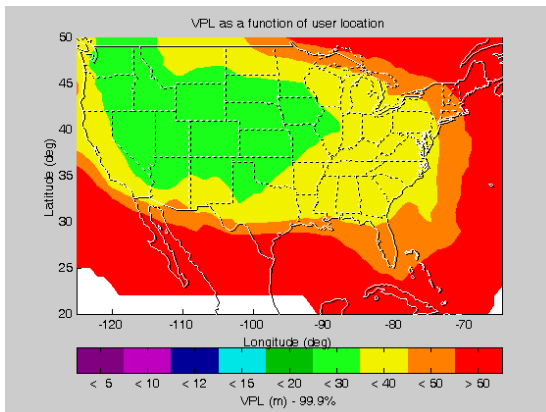 VPL as a function of user location
50
45
40
35
30
25
20
Latitude (deg)
-120 -110 -100 -90 -80 -70
Longitude (deg)
< 5 < 10 < 12 < 15 < 20 < 30 < 40 < 50 > 50
VPL (m) - 99.9%